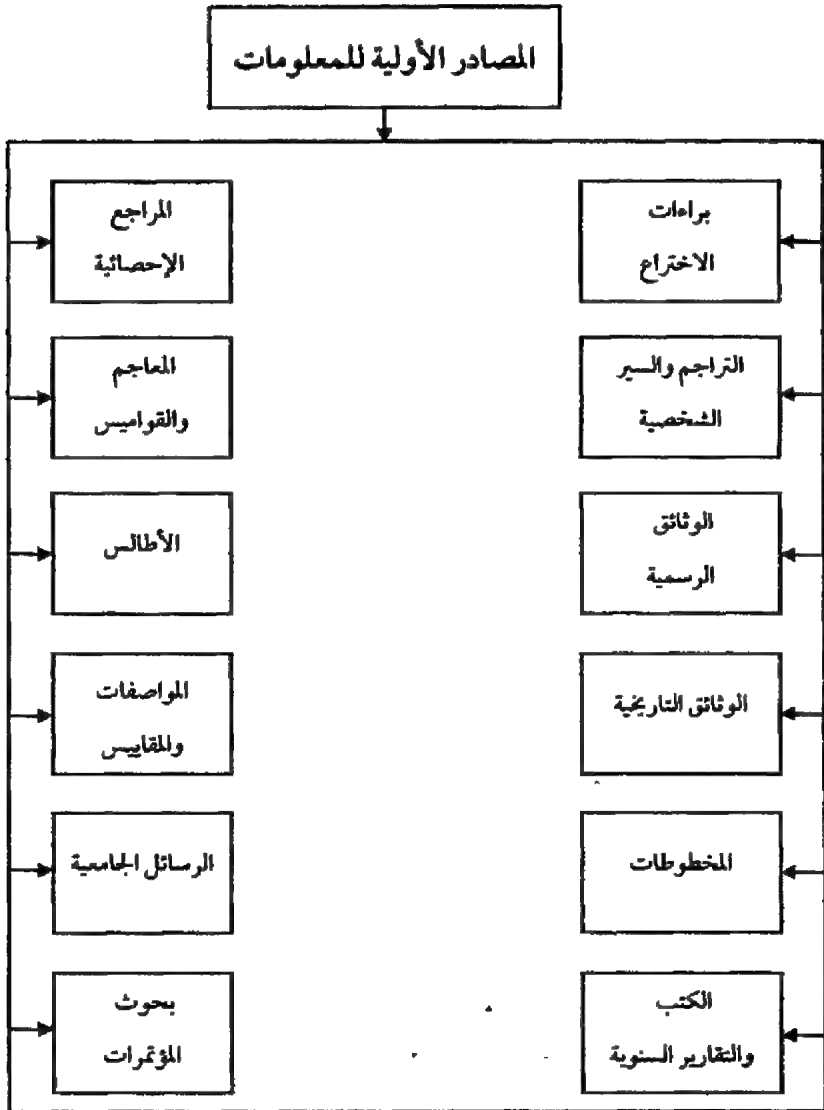 المصادر الأولية للمعلومات
براءات
الاختراع
التراجم والسير
الشخصية
الوثائق
الرسمية
الوثائق التاريخية
المخطوطات
الكتب
والتقارير السنوية
المراجع
الإحصائية
المعاجم
والقواميس
الأطالس
المواصفات
والمقاييس
الرسائل الجامعية
بحوث
المؤتمرات